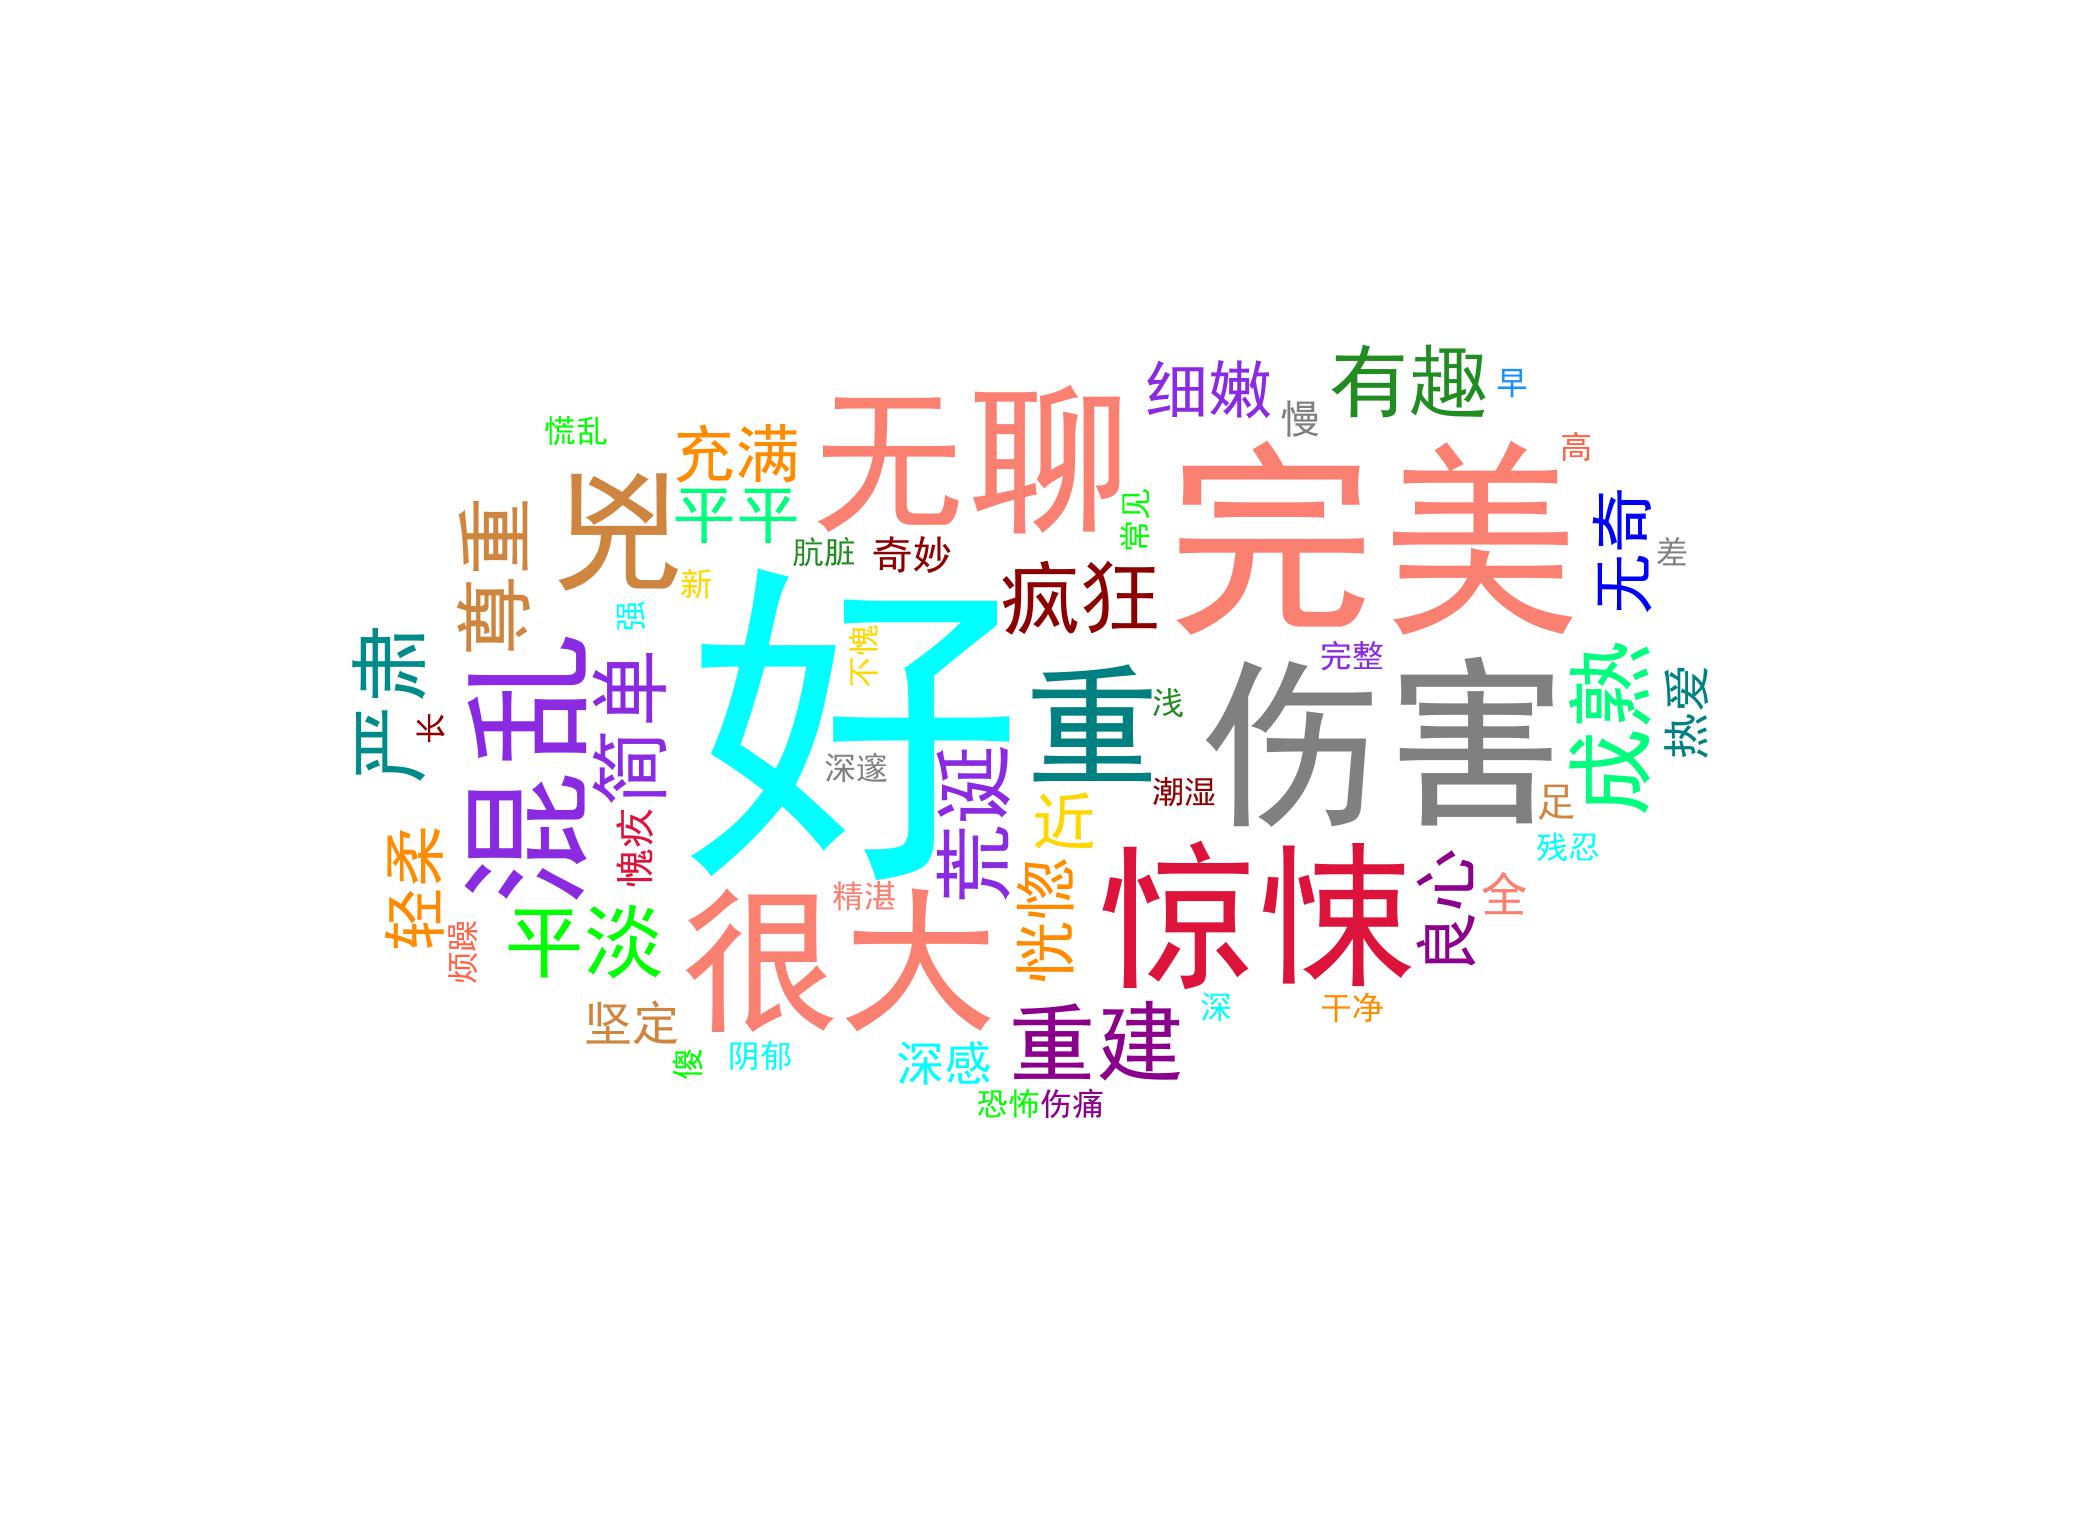 有趣
细嫩
早
慢
无聊
慌乱
充满
高
完美
兇
平平
常见
尊重
无奇
肮脏
奇妙
差
新
疯狂
强
好
不愧
完整
严肃
混乱
简单
重
浅
伤害
成熟
热爱
长
深邃
荒诞
潮湿
足
近
愧疚
轻柔
残忍
惊悚
良心
全
精湛
很大
恍惚
平淡
烦躁
坚定
深
干净
重建
傻
阴郁
深感
恐怖
伤痛